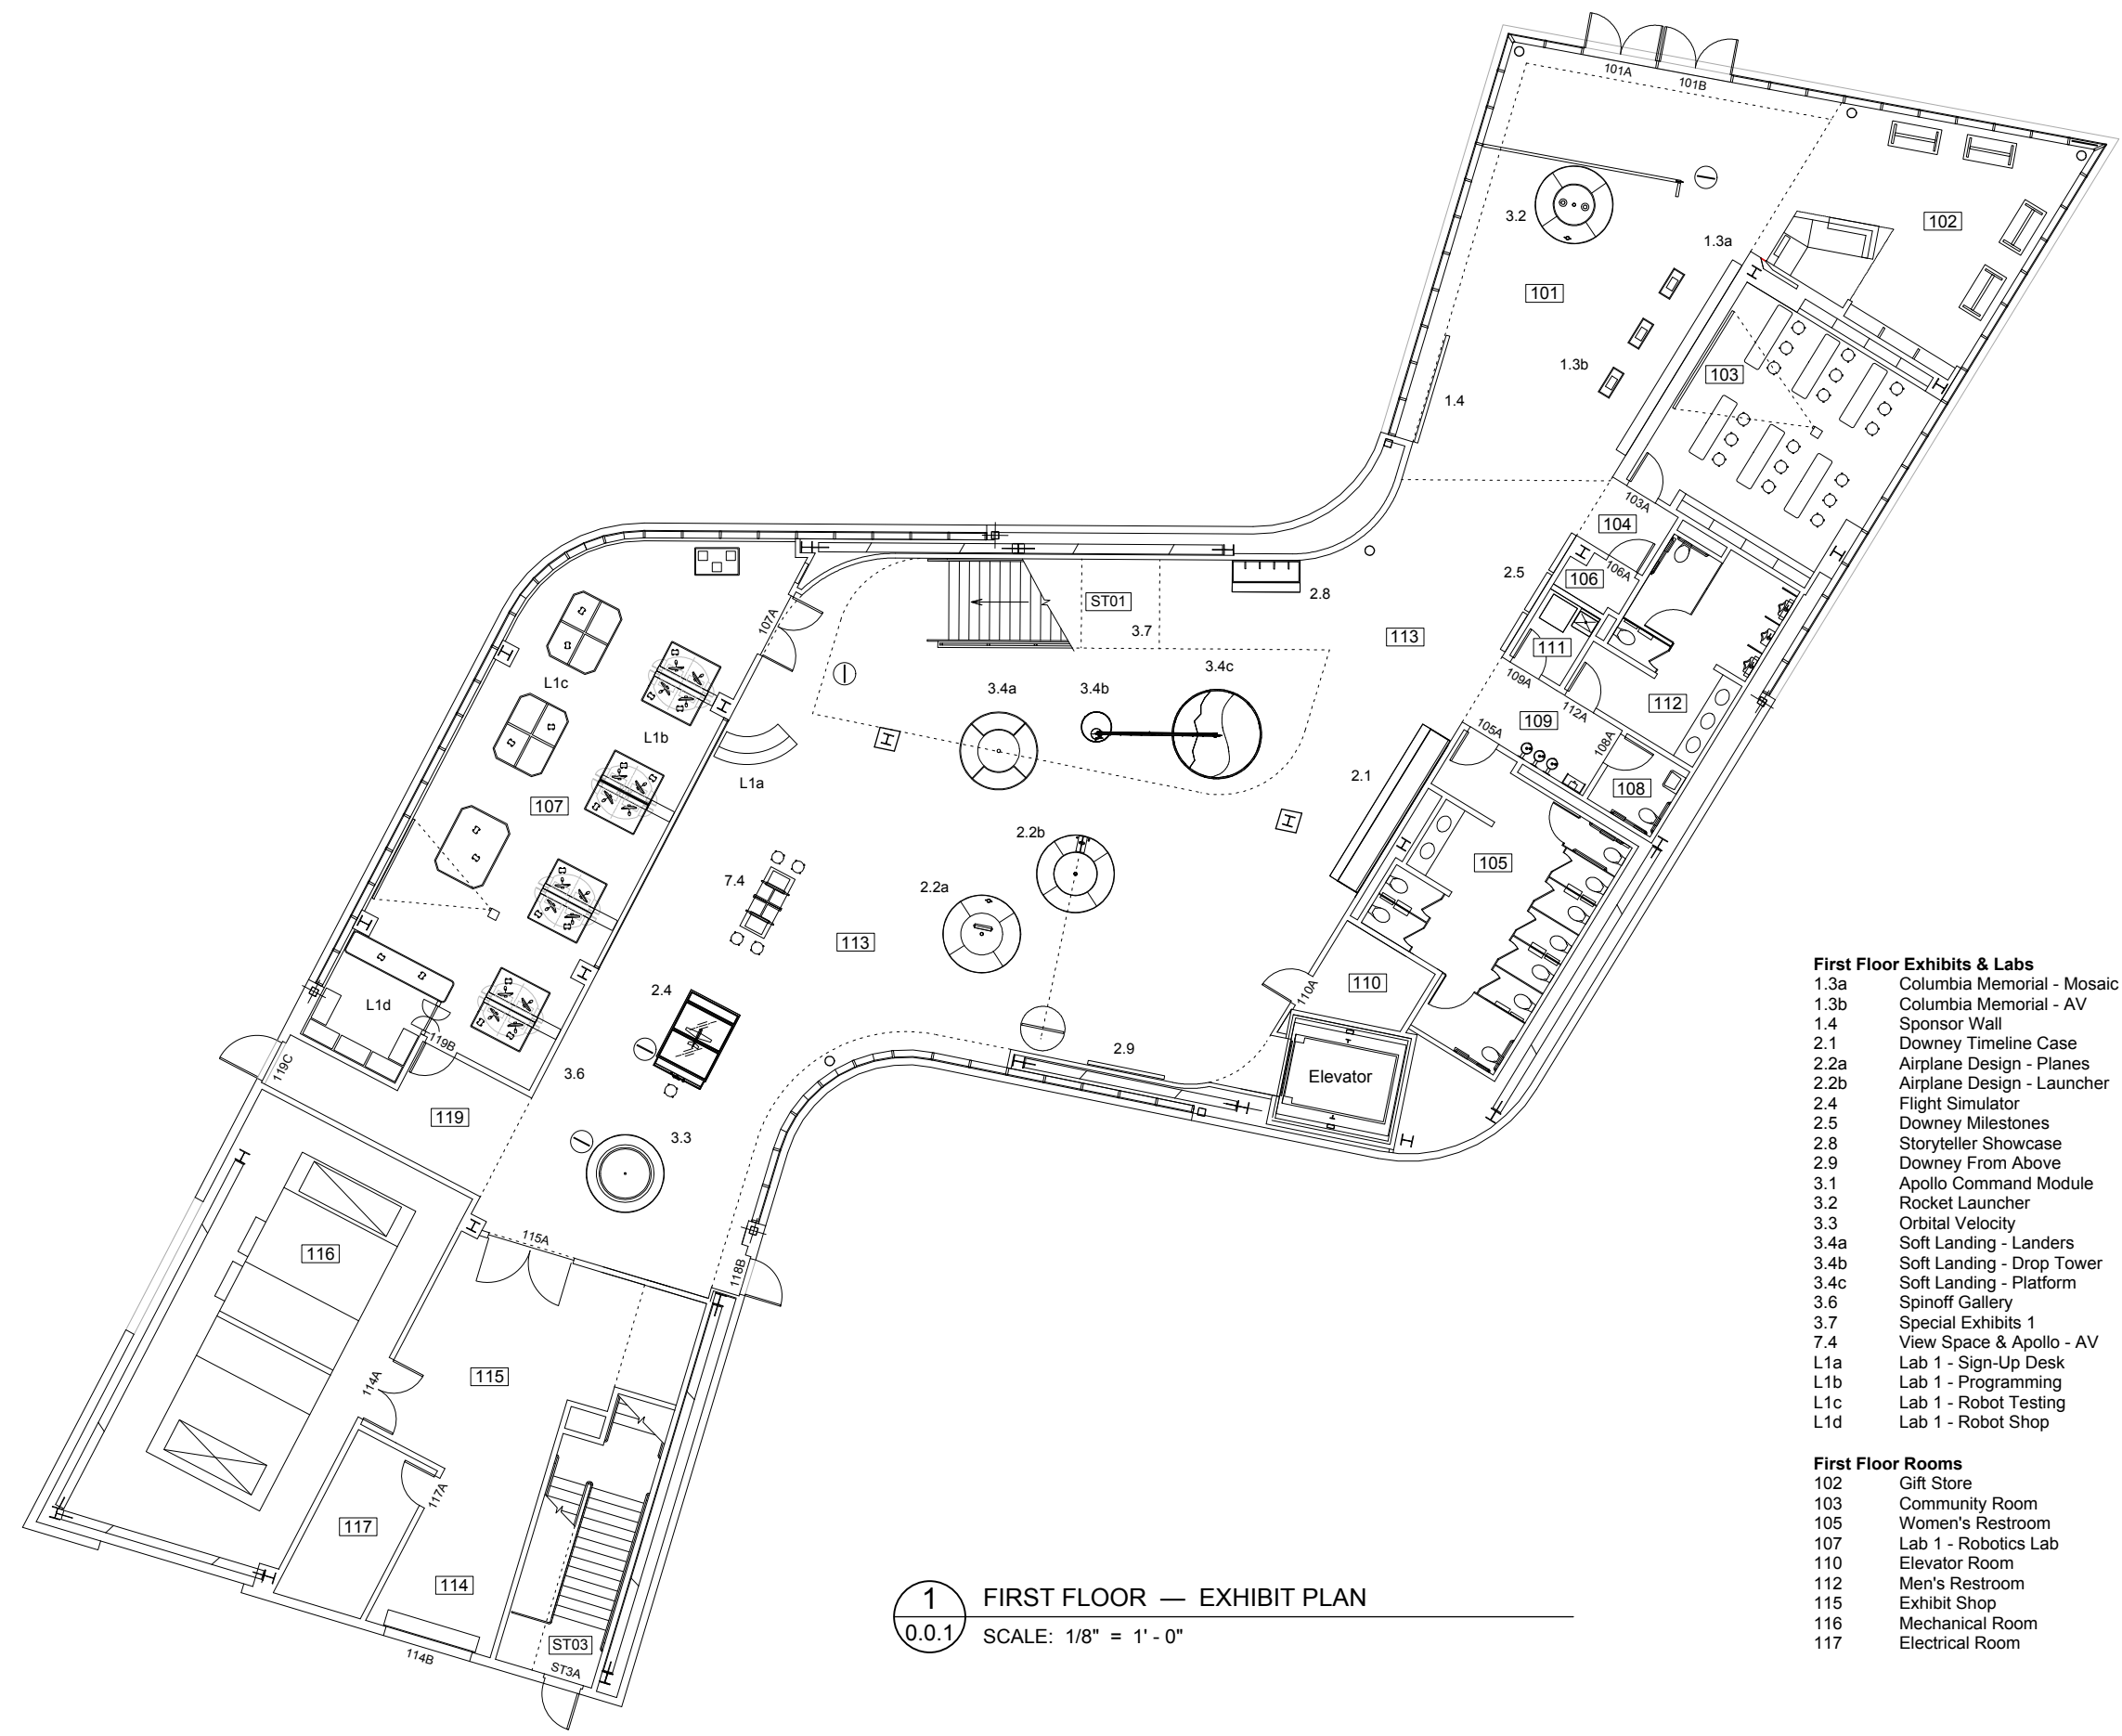 101A
101B
3.2
1.3a
102
101
1.3b
103
1.4
103A
104
106A
106
2.5
2.8
ST01
3.7
113
111
109A
112A
112
109
105A
108A
108
107A
L1c
L1b
L1a
3.4a
3.4b
3.4c
2.1
107
2.2b
2.2a
7.4
113
105
110
110A
2.4
L1d
119B
119C
3.6
2.9
Elevator
119
3.3
115A
118B
116
115
114A
117A
117
114
114B
ST03
ST3A
1
0.0.1
FIRST FLOOR — EXHIBIT PLAN
SCALE: 1/8" = 1' - 0"
First Floor Exhibits & Labs
1.3a Columbia Memorial - Mosaic
1.3b Columbia Memorial - AV
1.4 Sponsor Wall
2.1 Downey Timeline Case
2.2a Airplane Design - Planes
2.2b Airplane Design - Launcher
2.4 Flight Simulator
2.5 Downey Milestones
2.8 Storyteller Showcase
2.9 Downey From Above
3.1 Apollo Command Module
3.2 Rocket Launcher
3.3 Orbital Velocity
3.4a Soft Landing - Landers
3.4b Soft Landing - Drop Tower
3.4c Soft Landing - Platform
3.6 Spinoff Gallery
3.7 Special Exhibits 1
7.4 View Space & Apollo - AV
L1a Lab 1 - Sign-Up Desk
L1b Lab 1 - Programming
L1c Lab 1 - Robot Testing
L1d Lab 1 - Robot Shop
First Floor Rooms
102 Gift Store
103 Community Room
105 Women's Restroom
107 Lab 1 - Robotics Lab
110 Elevator Room
112 Men's Restroom
115 Exhibit Shop
116 Mechanical Room
117 Electrical Room